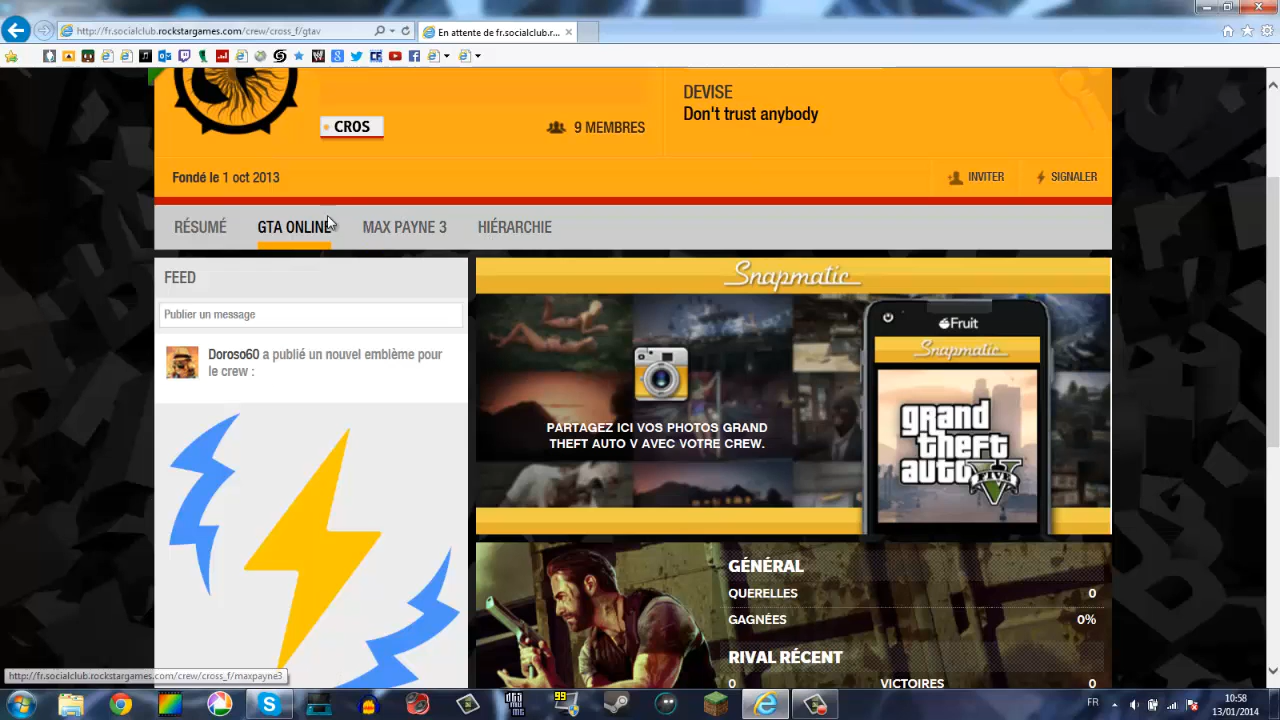 http://fr.socialclub.rockstargames.com/crew/cross_f/gtav
En attente de fr.socialclub.r...
CROS
9 MEMBRES
DEVISE
Don't trust anybody
Fondé le 1 oct 2013
INVITER
SIGNALER
RÉSUMÉ
GTA ONLINE
MAX PAYNE 3
HIÉRARCHIE
FEED
Publier un message
Doroso60 a publié un nouvel emblème pour
le crew :
Snapmatic
PARTAGEZ ICI VOS PHOTOS GRAND
THEFT AUTO V AVEC VOTRE CREW.
Fruit
Snapmatic
grand
theft
auto V
GÉNÉRAL
QUERELLES 0
GAGNÉES 0%
RIVAL RÉCENT
0 VICTOIRES 0
http://fr.socialclub.rockstargames.com/crew/cross_f/maxpayne3
99
FR
10:58
13/01/2014